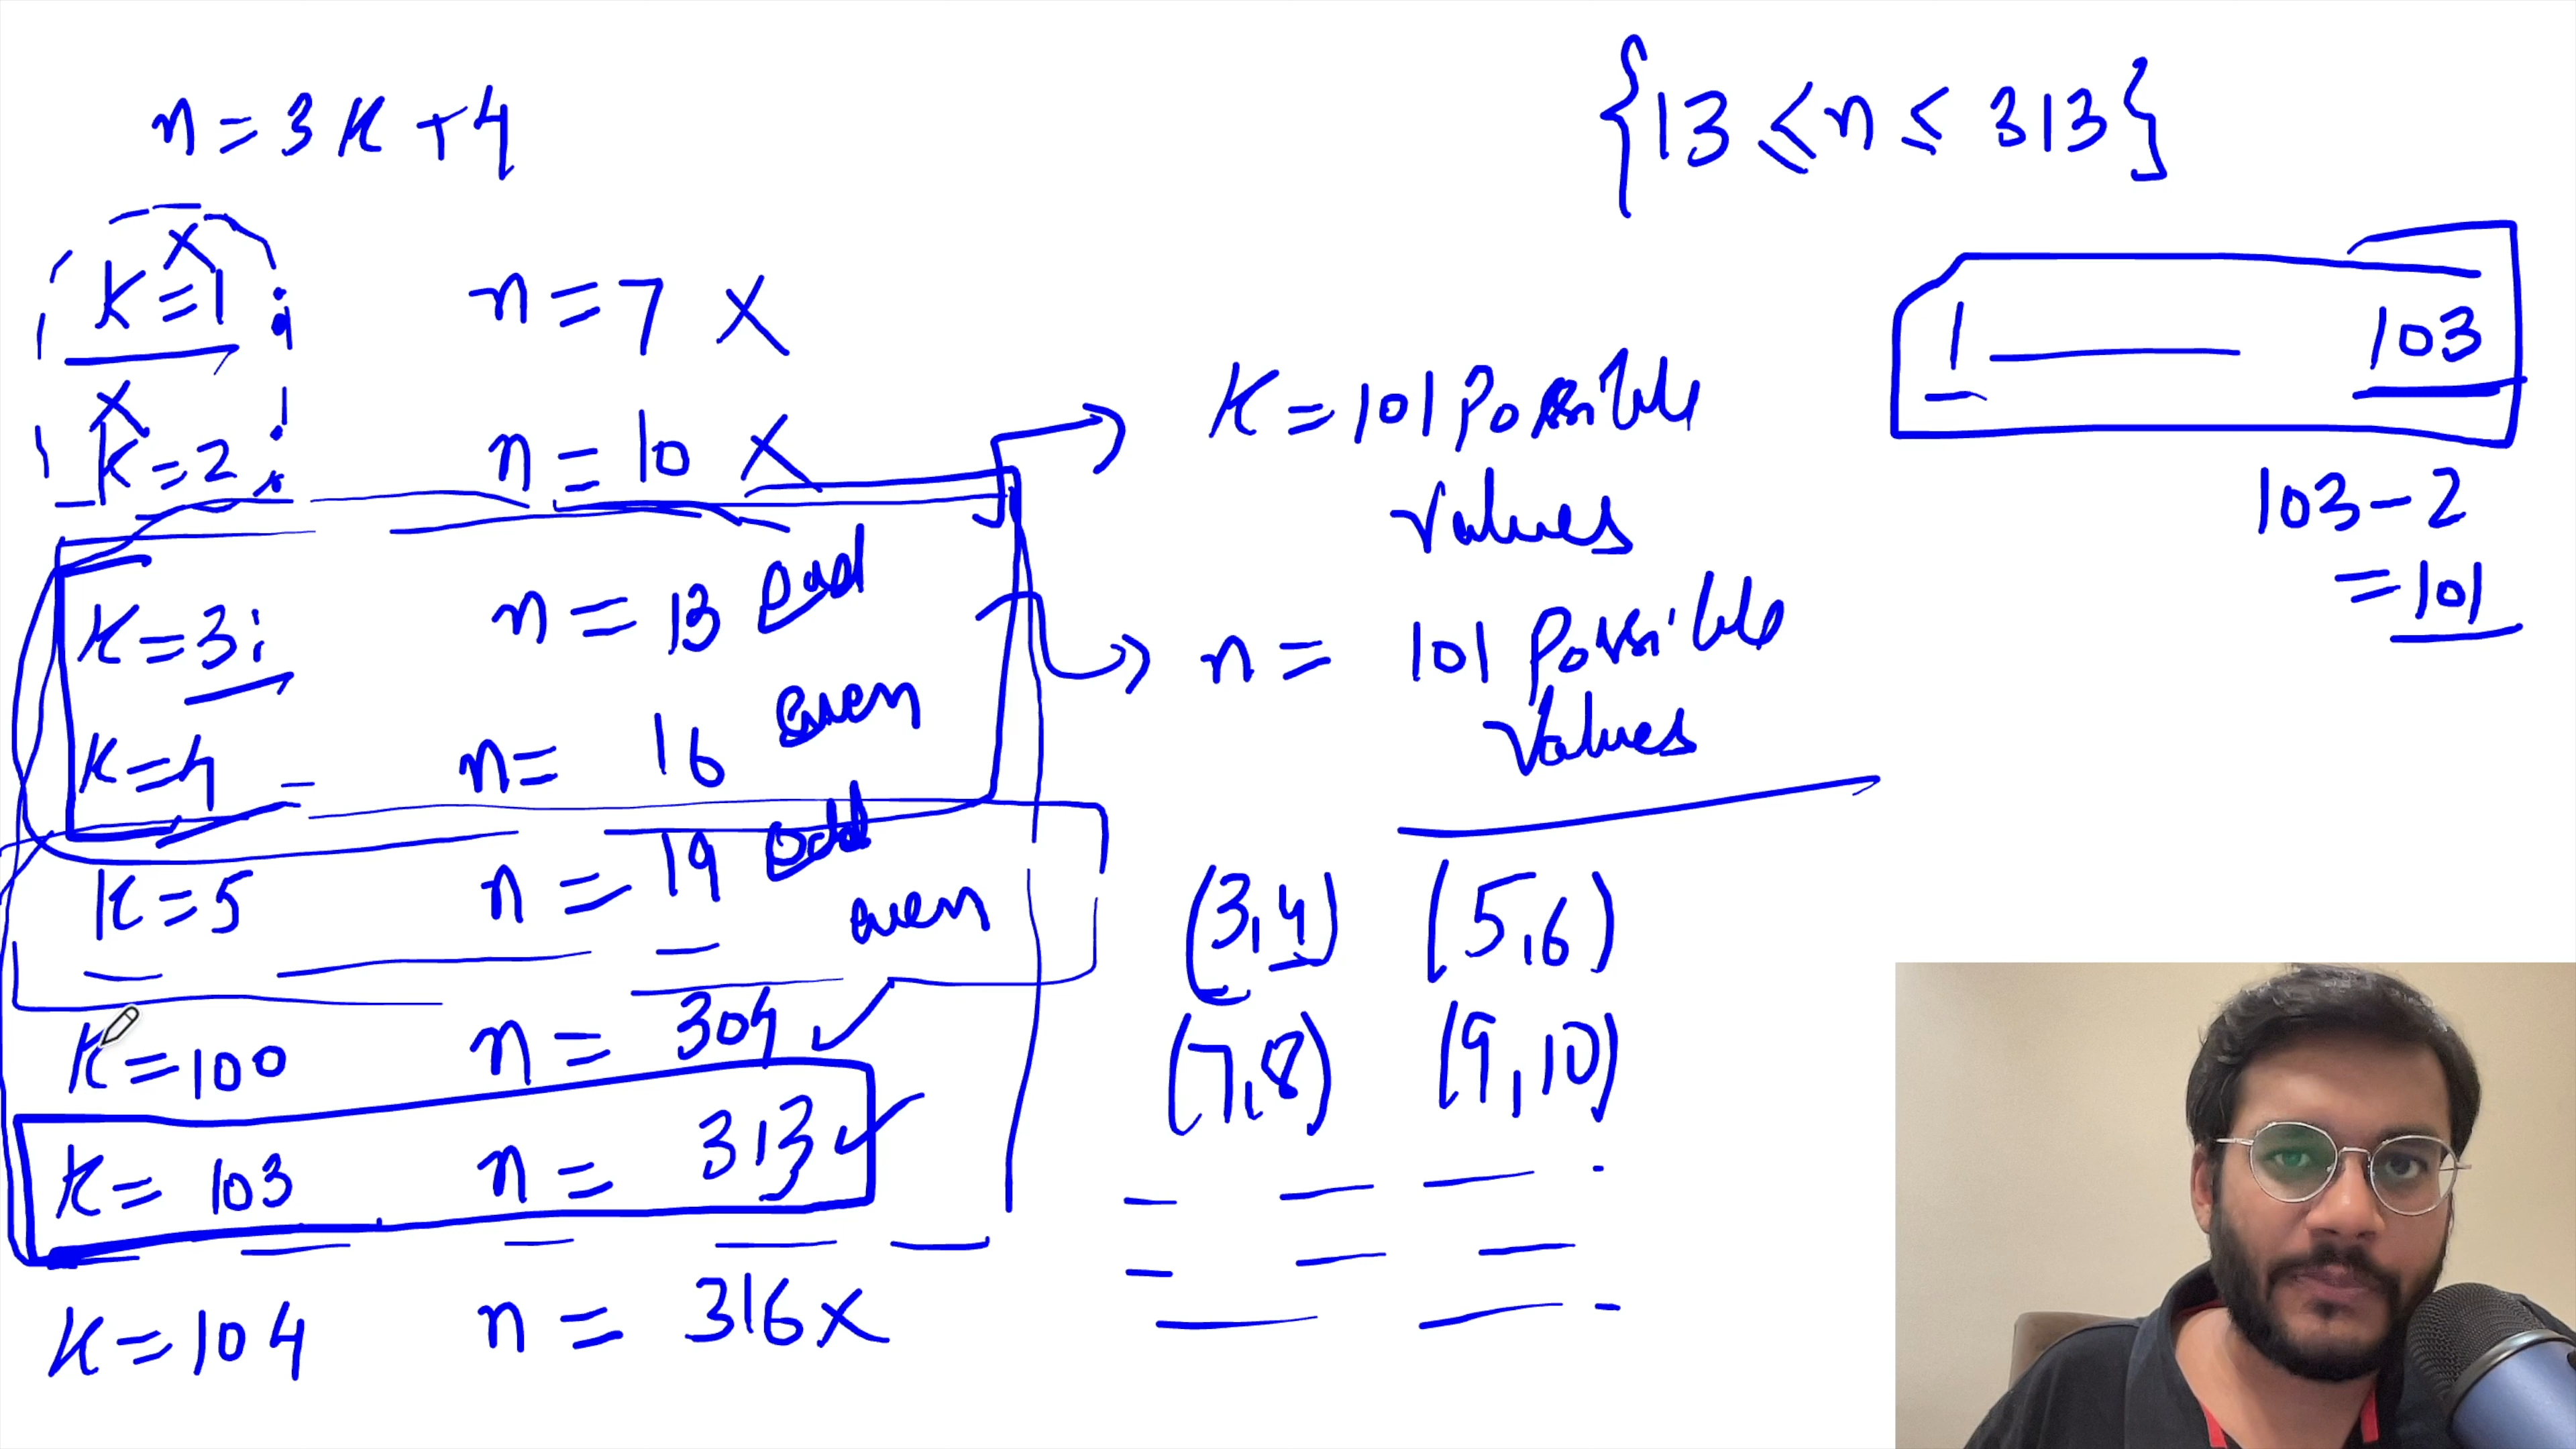 n = 3k + 4
{13 ≤ n ≤ 313}
k = 1 n = 7 x
k = 2 n = 10 x
k = 3: n = 13 odd
k = 4 n = 16 even
k = 5 n = 19 odd
even
k = 100 n = 304 ✓
k = 103 n = 313 ✓
k = 104 n = 316 x
k = 101 Possible
values
n = 101 Possible
Values
(3,4) (5,6)
(7,8) (9,10)
1 103
103 - 2
= 101